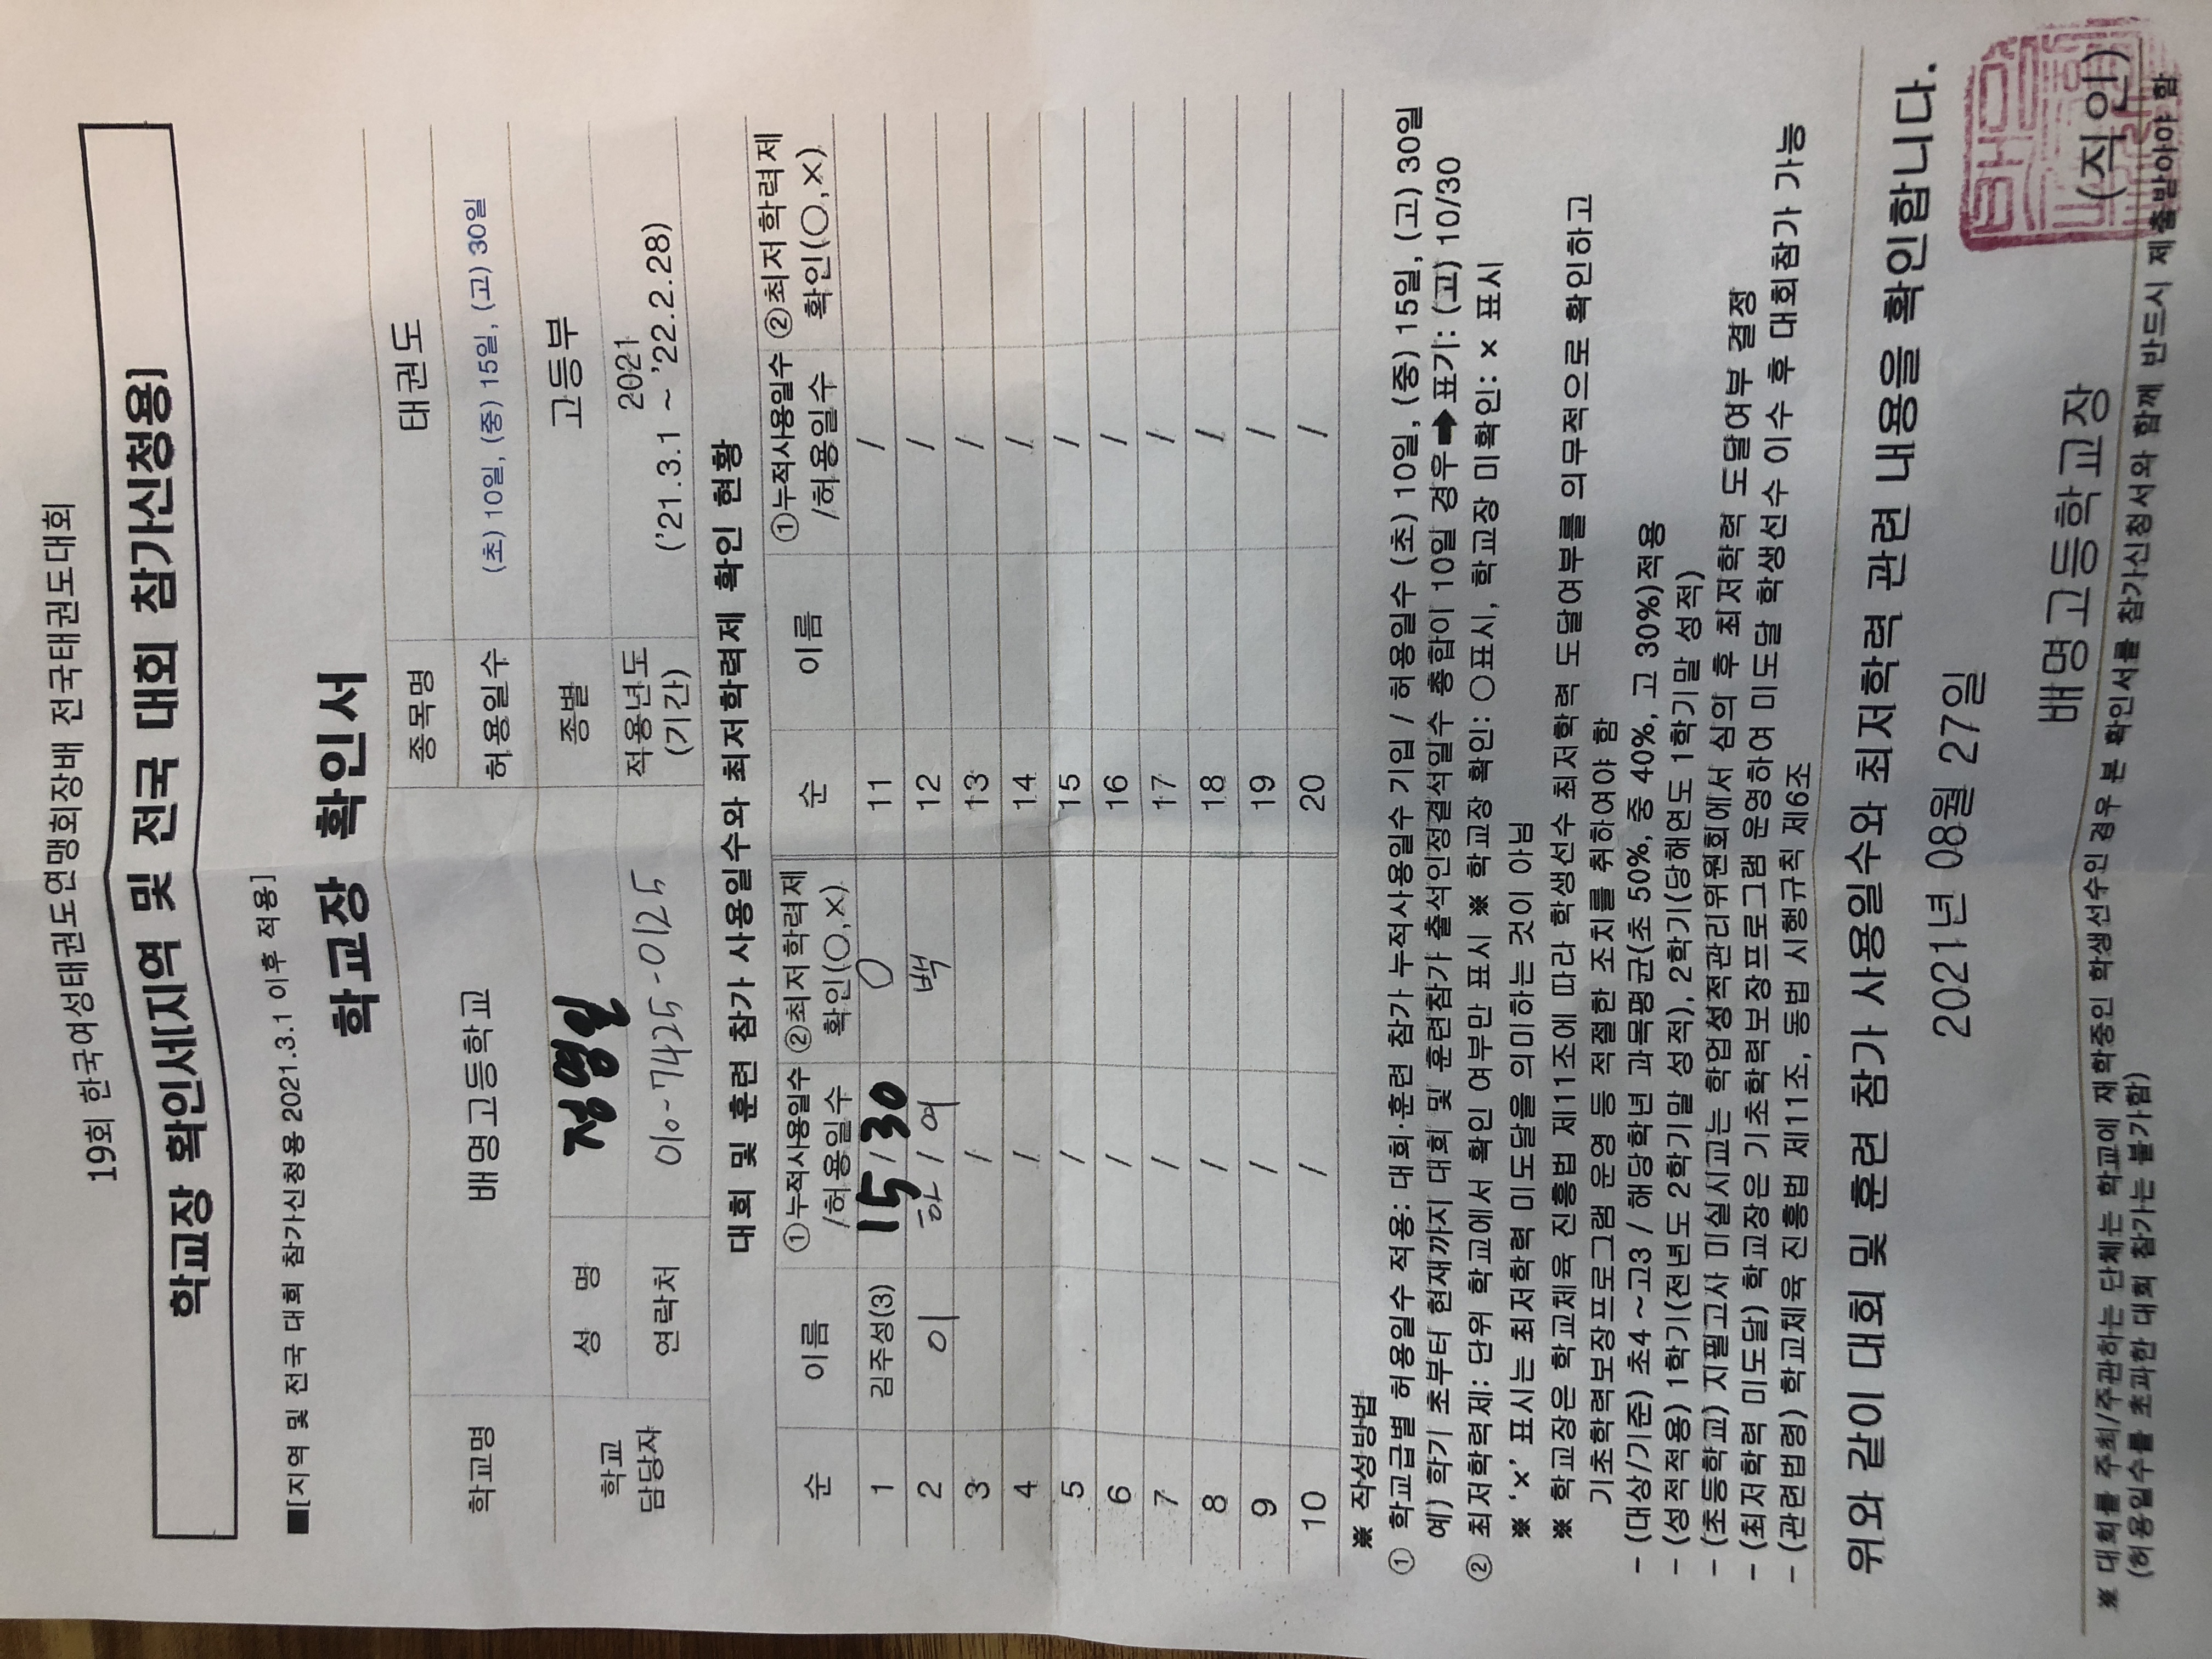 19회 한국여성태권도연맹회장배 전국태권도대회
학교장 확인서[지역 및 전국 대회 참가신청용]
■[지역 및 전국 대회 참가신청용 2021.3.1 이후 적용]
학교장 확인서
학교명 배명고등학교 종목명 태권도
허용일수 (초) 10일, (중) 15일, (고) 30일
학교 담당자 성 명 정영일 종별 고등부
연락처 010-7425-0125 적용년도 (기간) 2021 ('21.3.1 ~ '22.2.28)
대회 및 훈련 참가 사용일수와 최저학력제 확인 현황
순 이름 ①누적사용일수 /허용일수 ②최저학력제 확인(○,×) 순 이름 ①누적사용일수 /허용일수 ②최저학력제 확인(○,×)
1 김주성(3) 15/30 ○ 11 /
2 이 하 / 여 백 12 /
3 / 13 /
4 / 14 /
5 / 15 /
6 / 16 /
7 / 17 /
8 / 18 /
9 / 19 /
10 / 20 /
※ 작성방법
① 학교급별 허용일수 적용: 대회·훈련 참가 누적사용일수 기입 / 허용일수 (초) 10일, (중) 15일, (고) 30일
예) 학기 초부터 현재까지 대회 및 훈련참가 출석인정결석일수 총합이 10일 경우➡표기: (고) 10/30
② 최저학력제: 단위 학교에서 확인 여부만 표시 ※ 학교장 확인: ○표시, 학교장 미확인: × 표시
※ '×' 표시는 최저학력 미도달을 의미하는 것이 아님
※ 학교장은 학교체육 진흥법 제11조에 따라 학생선수 최저학력 도달여부를 의무적으로 확인하고
기초학력보장프로그램 운영 등 적절한 조치를 취하여야 함
- (대상/기준) 초4~고3 / 해당학년 과목평균(초 50%, 중 40%, 고 30%)적용
- (성적적용) 1학기(전년도 2학기말 성적), 2학기(당해연도 1학기말 성적)
- (초등학교) 지필고사 미실시교는 학업성적관리위원회에서 심의 후 최저학력 도달여부 결정
- (최저학력 미도달) 학교장은 기초학력보장프로그램 운영하여 미도달 학생선수 이수 후 대회참가 가능
- (관련법령) 학교체육 진흥법 제11조, 동법 시행규칙 제6조
위와 같이 대회 및 훈련 참가 사용일수와 최저학력 관련 내용을 확인합니다.
2021년 08월 27일
배명고등학교장 (직인)
※ 대회를 주최/주관하는 단체는 학교에 재학중인 학생선수인 경우 본 확인서를 참가신청서와 함께 반드시 제출받아야 함
(허용일수를 초과한 대회 참가는 불가함)